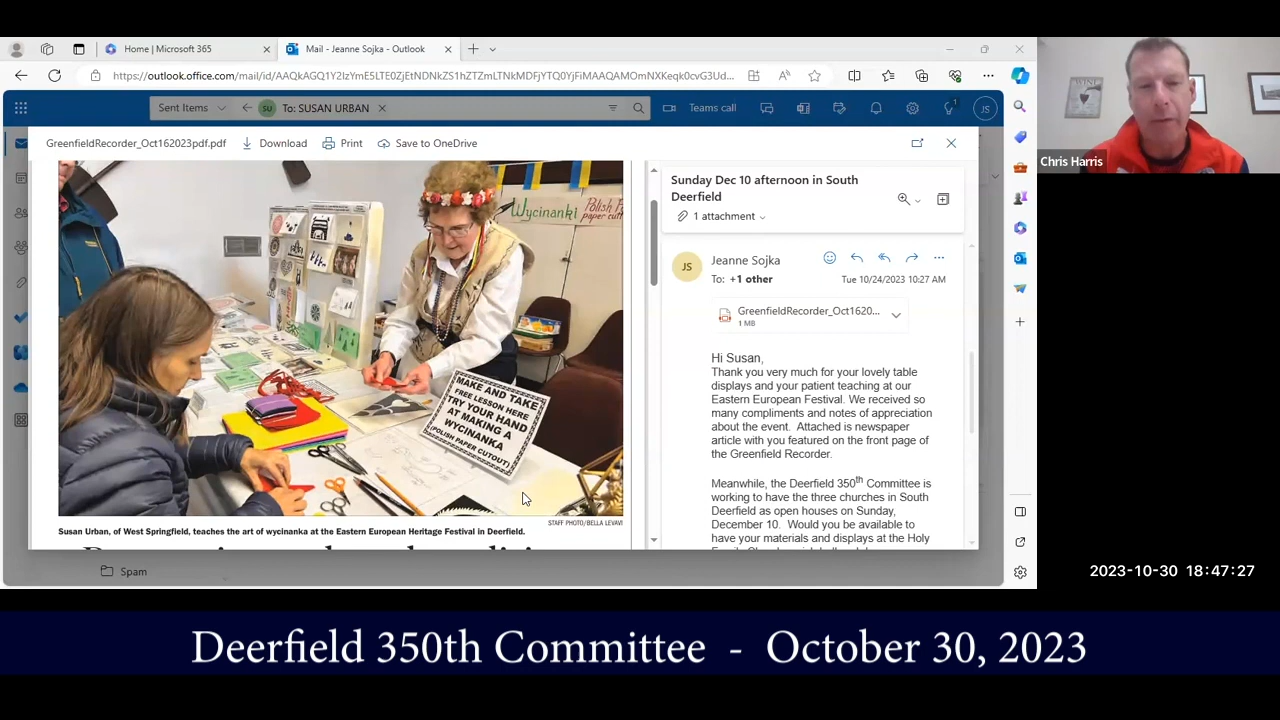 Home | Microsoft 365
Mail - Jeanne Sojka - Outlook
https://outlook.office.com/mail/id/AAQkAGQ1Y2IzYmE5LTE0ZjEtNDNkZS1hZTZmLTNkMDFjYTQ0YjFiMAAQAMOmNXKeqk0cvG3Ud...
Sent Items
SU
To: SUSAN URBAN
Teams call
1
JS
GreenfieldRecorder_Oct162023pdf.pdf
Download
Print
Save to OneDrive
Wycinanki
Polish
paper cut
MAKE AND TAKE
FREE LESSON HERE
TRY YOUR HAND
AT MAKING A
WYCINANKA
(POLISH PAPER CUTOUT)
STAFF PHOTO/BELLA LEVAVI
Susan Urban, of West Springfield, teaches the art of wycinanka at the Eastern European Heritage Festival in Deerfield.
Sunday Dec 10 afternoon in South
Deerfield
1 attachment
JS
Jeanne Sojka
To: +1 other
Tue 10/24/2023 10:27 AM
GreenfieldRecorder_Oct1620...
1 MB
Hi Susan,
Thank you very much for your lovely table
displays and your patient teaching at our
Eastern European Festival. We received so
many compliments and notes of appreciation
about the event. Attached is newspaper
article with you featured on the front page of
the Greenfield Recorder.
Meanwhile, the Deerfield 350th Committee is
working to have the three churches in South
Deerfield as open houses on Sunday,
December 10. Would you be available to
have your materials and displays at the Holy
Spam
WINE
Chris Harris
2023-10-30 18:47:27
Deerfield 350th Committee - October 30, 2023